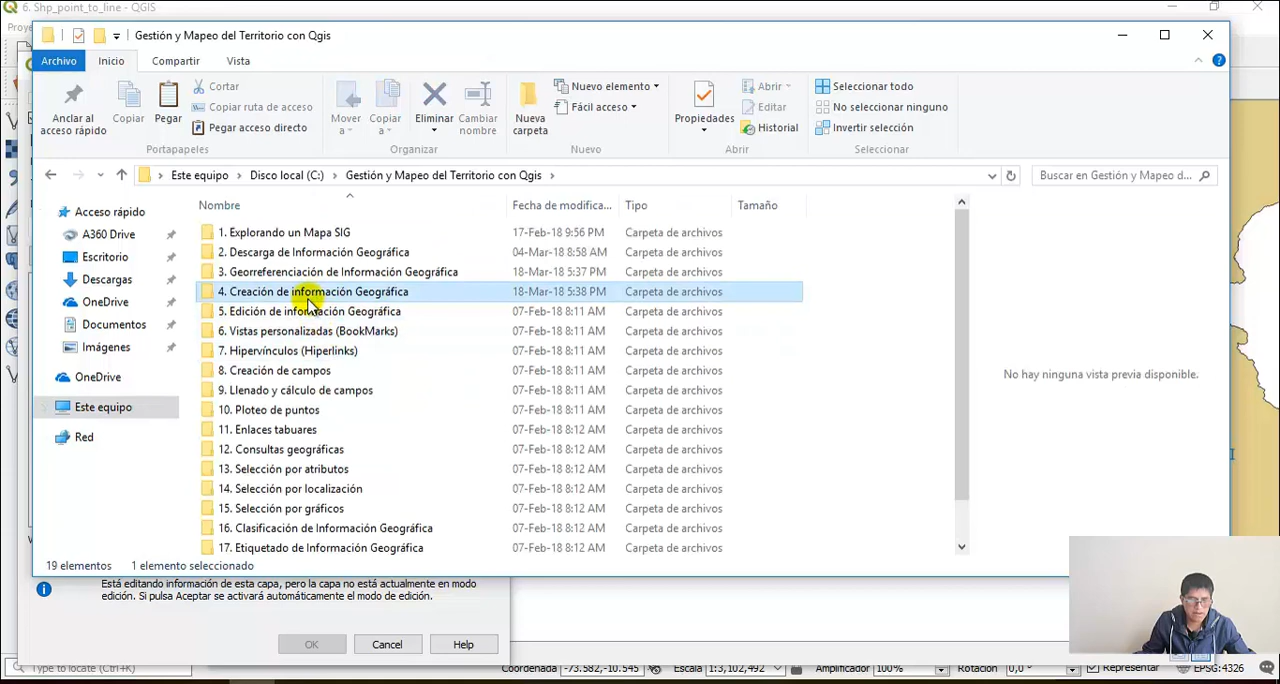 6. Shp_point_to_line - QGIS
Gestión y Mapeo del Territorio con Qgis
Archivo Inicio Compartir Vista
Anclar al acceso rápido
Copiar
Pegar
Cortar
Copiar ruta de acceso
Pegar acceso directo
Portapapeles
Mover a
Copiar a
Eliminar
Cambiar nombre
Organizar
Nueva carpeta
Nuevo elemento
Fácil acceso
Nuevo
Propiedades
Abrir
Editar
Historial
Abrir
Seleccionar todo
No seleccionar ninguno
Invertir selección
Seleccionar
Este equipo > Disco local (C:) > Gestión y Mapeo del Territorio con Qgis >
Buscar en Gestión y Mapeo d...
Acceso rápido
A360 Drive
Escritorio
Descargas
OneDrive
Documentos
Imágenes
OneDrive
Este equipo
Red
Nombre Fecha de modifica... Tipo Tamaño
1. Explorando un Mapa SIG 17-Feb-18 9:56 PM Carpeta de archivos
2. Descarga de Información Geográfica 04-Mar-18 8:58 AM Carpeta de archivos
3. Georreferenciación de Información Geográfica 18-Mar-18 5:37 PM Carpeta de archivos
4. Creación de información Geográfica 18-Mar-18 5:38 PM Carpeta de archivos
5. Edición de información Geográfica 07-Feb-18 8:11 AM Carpeta de archivos
6. Vistas personalizadas (BookMarks) 07-Feb-18 8:11 AM Carpeta de archivos
7. Hipervínculos (Hiperlinks) 07-Feb-18 8:11 AM Carpeta de archivos
8. Creación de campos 07-Feb-18 8:11 AM Carpeta de archivos
9. Llenado y cálculo de campos 07-Feb-18 8:11 AM Carpeta de archivos
10. Ploteo de puntos 07-Feb-18 8:11 AM Carpeta de archivos
11. Enlaces tabuares 07-Feb-18 8:12 AM Carpeta de archivos
12. Consultas geográficas 07-Feb-18 8:12 AM Carpeta de archivos
13. Selección por atributos 07-Feb-18 8:12 AM Carpeta de archivos
14. Selección por localización 07-Feb-18 8:12 AM Carpeta de archivos
15. Selección por gráficos 07-Feb-18 8:12 AM Carpeta de archivos
16. Clasificación de Información Geográfica 07-Feb-18 8:12 AM Carpeta de archivos
17. Etiquetado de Información Geográfica 07-Feb-18 8:12 AM Carpeta de archivos
No hay ninguna vista previa disponible.
19 elementos 1 elemento seleccionado
Está editando información de esta capa, pero la capa no está actualmente en modo
edición. Si pulsa Aceptar se activará automáticamente el modo de edición.
OK Cancel Help
Type to locate (Ctrl+K) Coordenada -73.582,-10.545 Escala 1:3,102,492 Amplificador 100% Rotación 0,0 ° Representar EPSG:4326